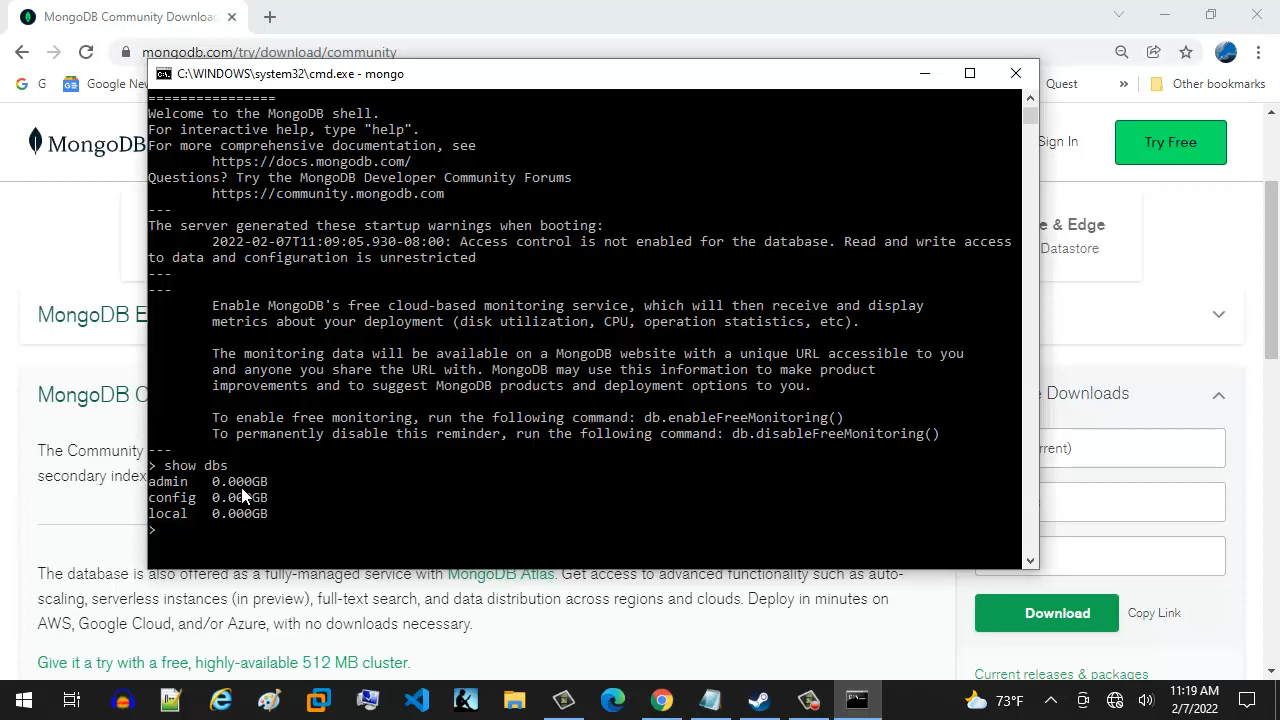 MongoDB Community Download
mongodb.com/try/download/community
G
Google New
Quest
»
Other bookmarks
C:\WINDOWS\system32\cmd.exe - mongo
MongoDB
Sign In
Try Free
================
Welcome to the MongoDB shell.
For interactive help, type "help".
For more comprehensive documentation, see
https://docs.mongodb.com/
Questions? Try the MongoDB Developer Community Forums
https://community.mongodb.com
---
The server generated these startup warnings when booting:
2022-02-07T11:09:05.930-08:00: Access control is not enabled for the database. Read and write access
to data and configuration is unrestricted
---
---
Enable MongoDB's free cloud-based monitoring service, which will then receive and display
metrics about your deployment (disk utilization, CPU, operation statistics, etc).
The monitoring data will be available on a MongoDB website with a unique URL accessible to you
and anyone you share the URL with. MongoDB may use this information to make product
improvements and to suggest MongoDB products and deployment options to you.
To enable free monitoring, run the following command: db.enableFreeMonitoring()
To permanently disable this reminder, run the following command: db.disableFreeMonitoring()
---
> show dbs
admin 0.000GB
config 0.000GB
local 0.000GB
>
e & Edge
Datastore
MongoDB E
MongoDB C
The Community
secondary index
The database is also offered as a fully-managed service with MongoDB Atlas. Get access to advanced functionality such as auto-
scaling, serverless instances (in preview), full-text search, and data distribution across regions and clouds. Deploy in minutes on
AWS, Google Cloud, and/or Azure, with no downloads necessary.
Give it a try with a free, highly-available 512 MB cluster.
e Downloads
rrent)
Download
Copy Link
Current releases & packages
73°F
11:19 AM
2/7/2022